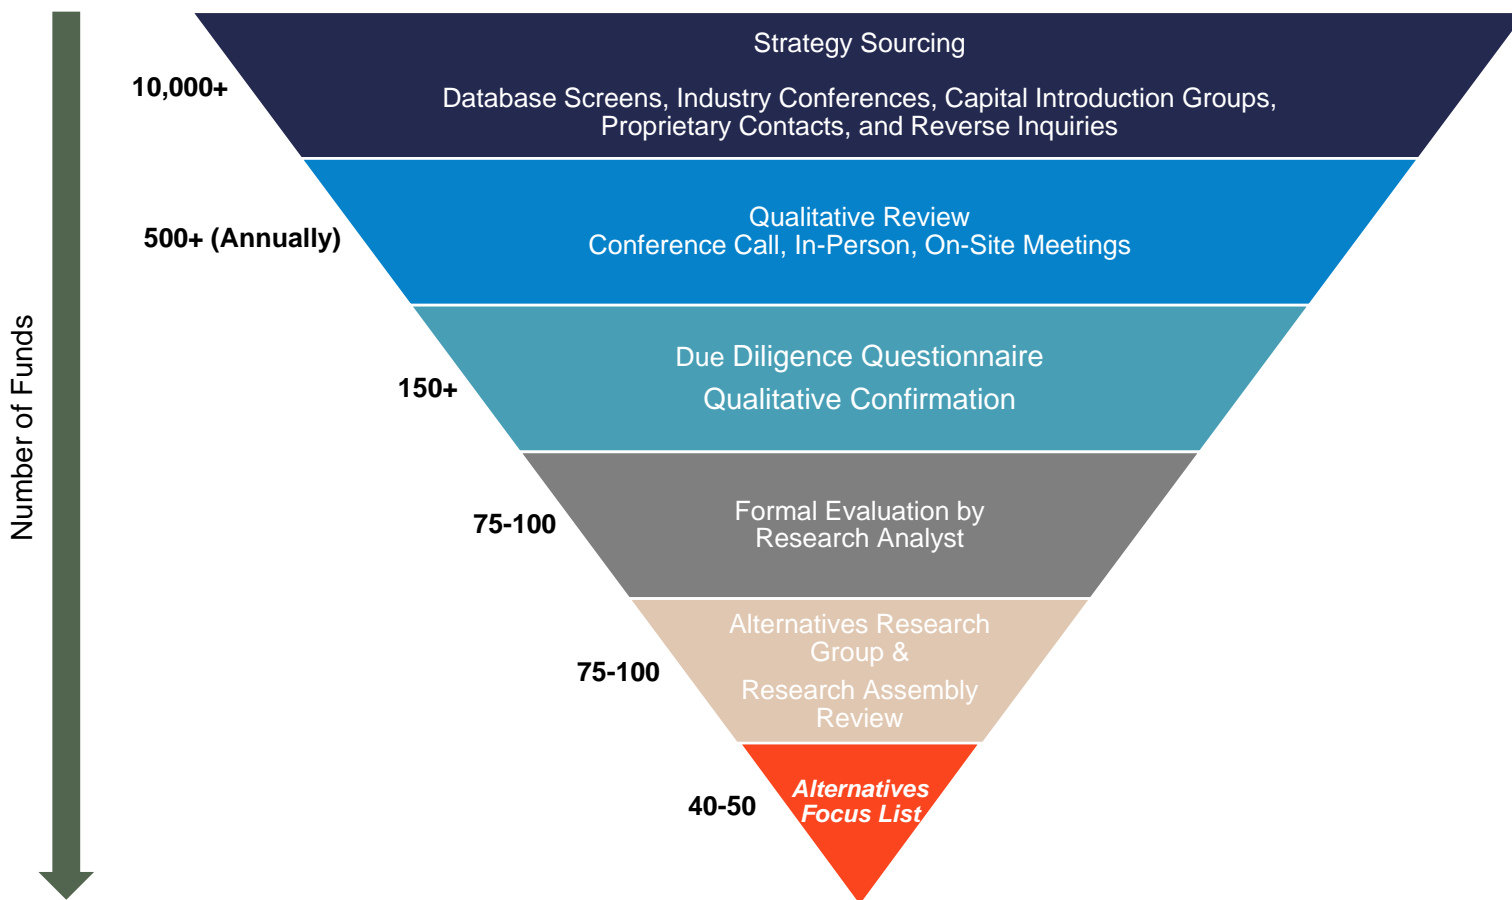 Number of Funds
10,000+
Strategy Sourcing
Database Screens, Industry Conferences, Capital Introduction Groups,
Proprietary Contacts, and Reverse Inquiries
500+ (Annually)
Qualitative Review
Conference Call, In-Person, On-Site Meetings
150+
Due Diligence Questionnaire
Qualitative Confirmation
75-100
Formal Evaluation by
Research Analyst
75-100
Alternatives Research
Group &
Research Assembly
Review
40-50
Alternatives
Focus List